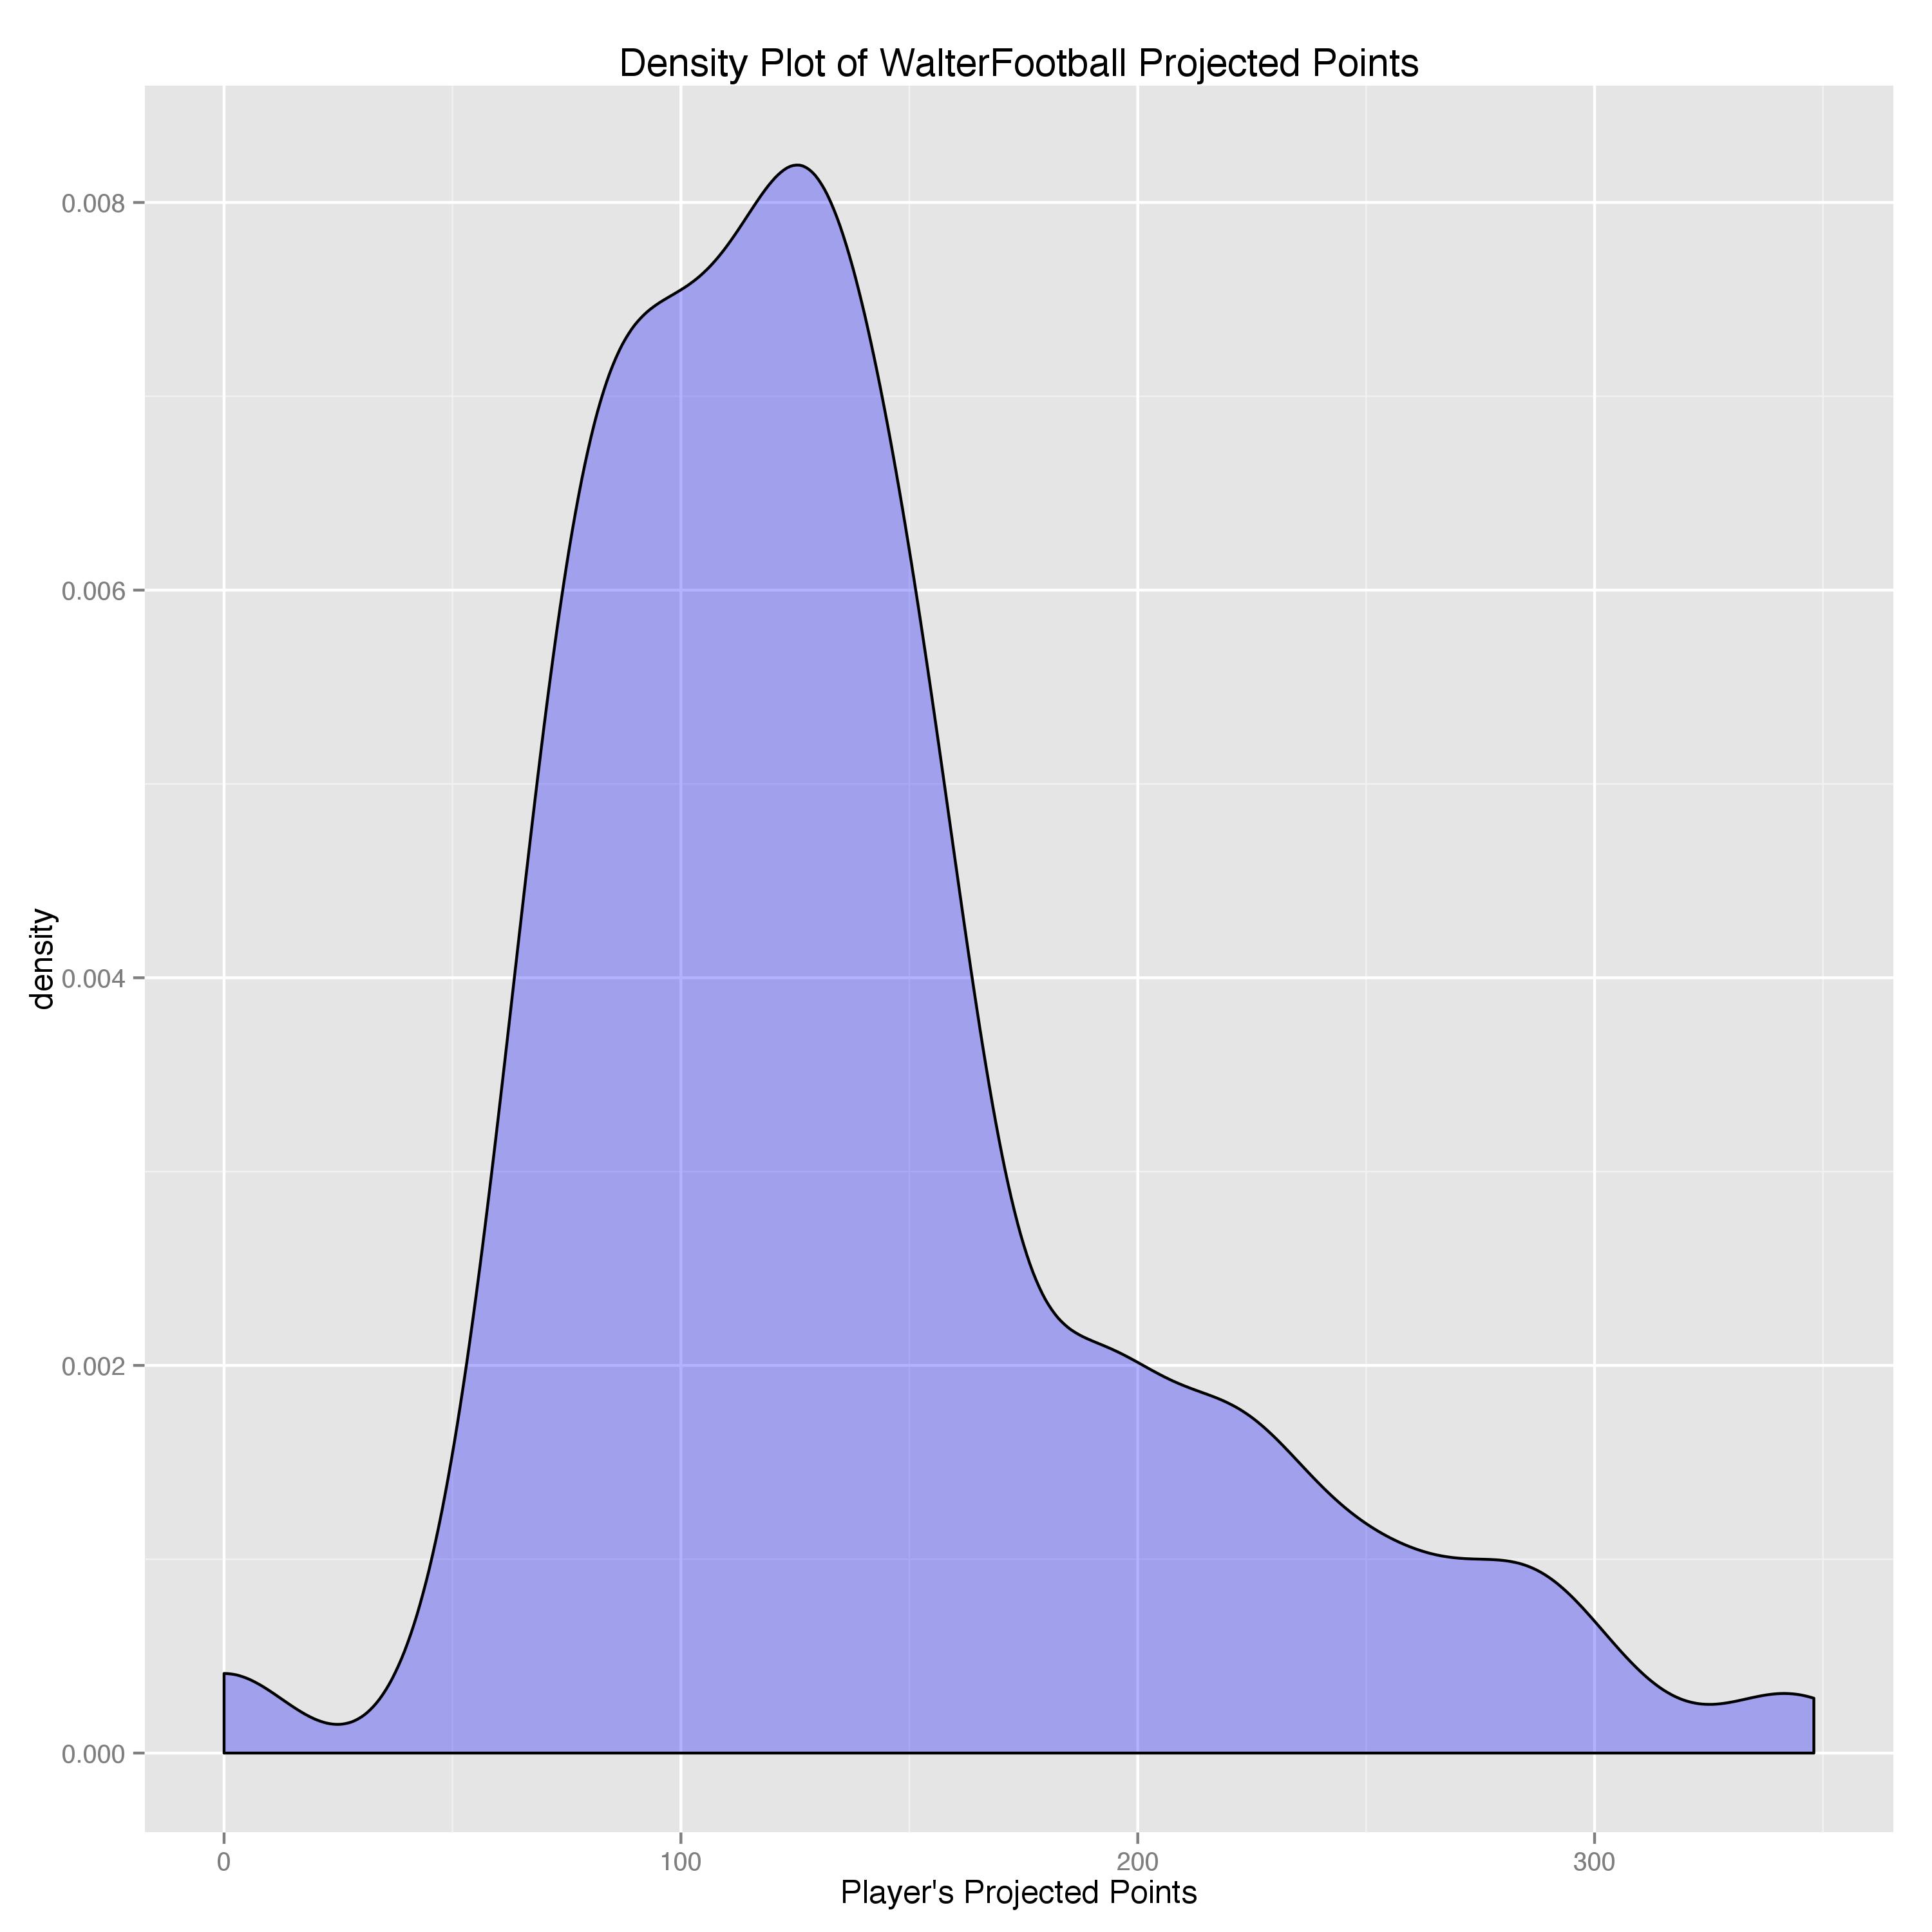 Density Plot of WalterFootball Projected Points
density
0.008
0.006
0.004
0.002
0.000
0 100 200 300
Player's Projected Points